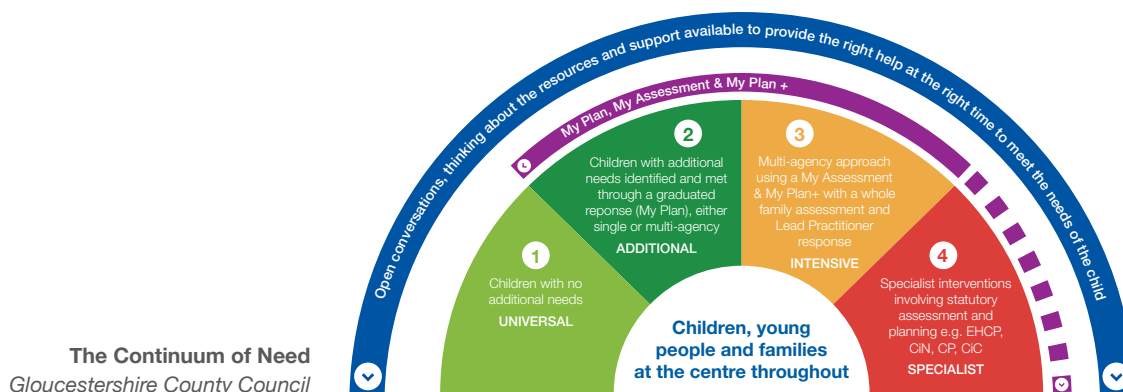 Open conversations, thinking about the resources and support available to provide the right help at the right time to meet the needs of the child
My Plan, My Assessment & My Plan +
1
Children with no
additional needs
UNIVERSAL
2
Children with additional
needs identified and met
through a graduated
reponse (My Plan), either
single or multi-agency
ADDITIONAL
3
Multi-agency approach
using a My Assessment
& My Plan+ with a whole
family assessment and
Lead Practitioner
response
INTENSIVE
4
Specialist interventions
involving statutory
assessment and
planning e.g. EHCP,
CiN, CP, CiC
SPECIALIST
Children, young
people and families
at the centre throughout
The Continuum of Need
Gloucestershire County Council